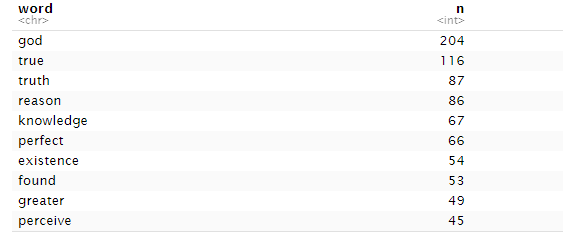 word n
<chr> <int>
god 204
true 116
truth 87
reason 86
knowledge 67
perfect 66
existence 54
found 53
greater 49
perceive 45